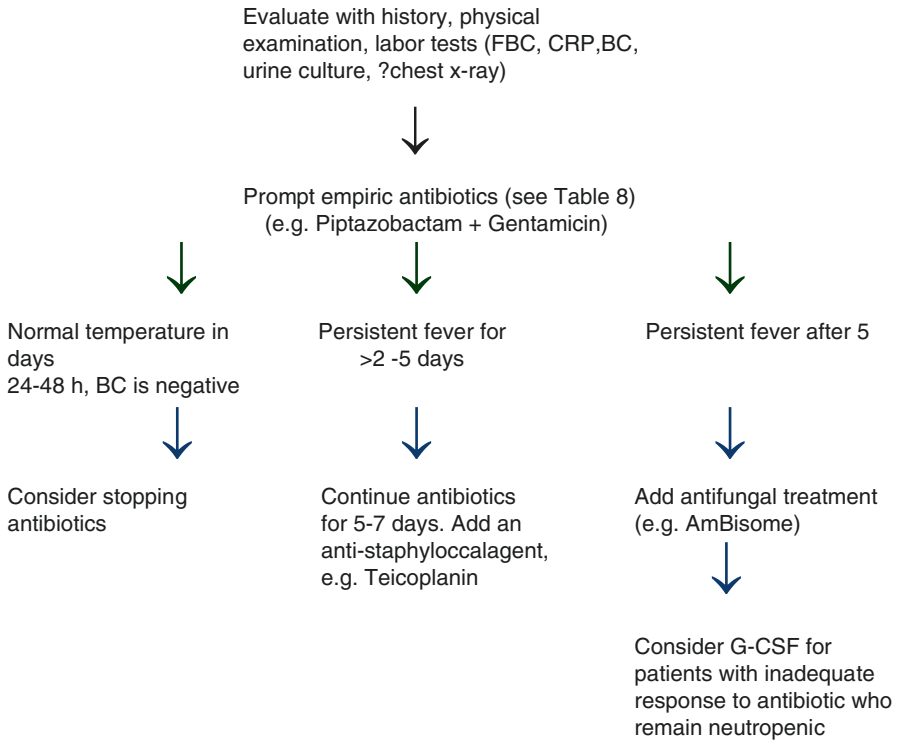 Evaluate with history, physical
examination, labor tests (FBC, CRP,BC,
urine culture, ?chest x-ray)
Prompt empiric antibiotics (see Table 8)
(e.g. Piptazobactam + Gentamicin)
Normal temperature in
days
24-48 h, BC is negative
Persistent fever for
>2 -5 days
Persistent fever after 5
Consider stopping
antibiotics
Continue antibiotics
for 5-7 days. Add an
anti-staphyloccalagent,
e.g. Teicoplanin
Add antifungal treatment
(e.g. AmBisome)
Consider G-CSF for
patients with inadequate
response to antibiotic who
remain neutropenic